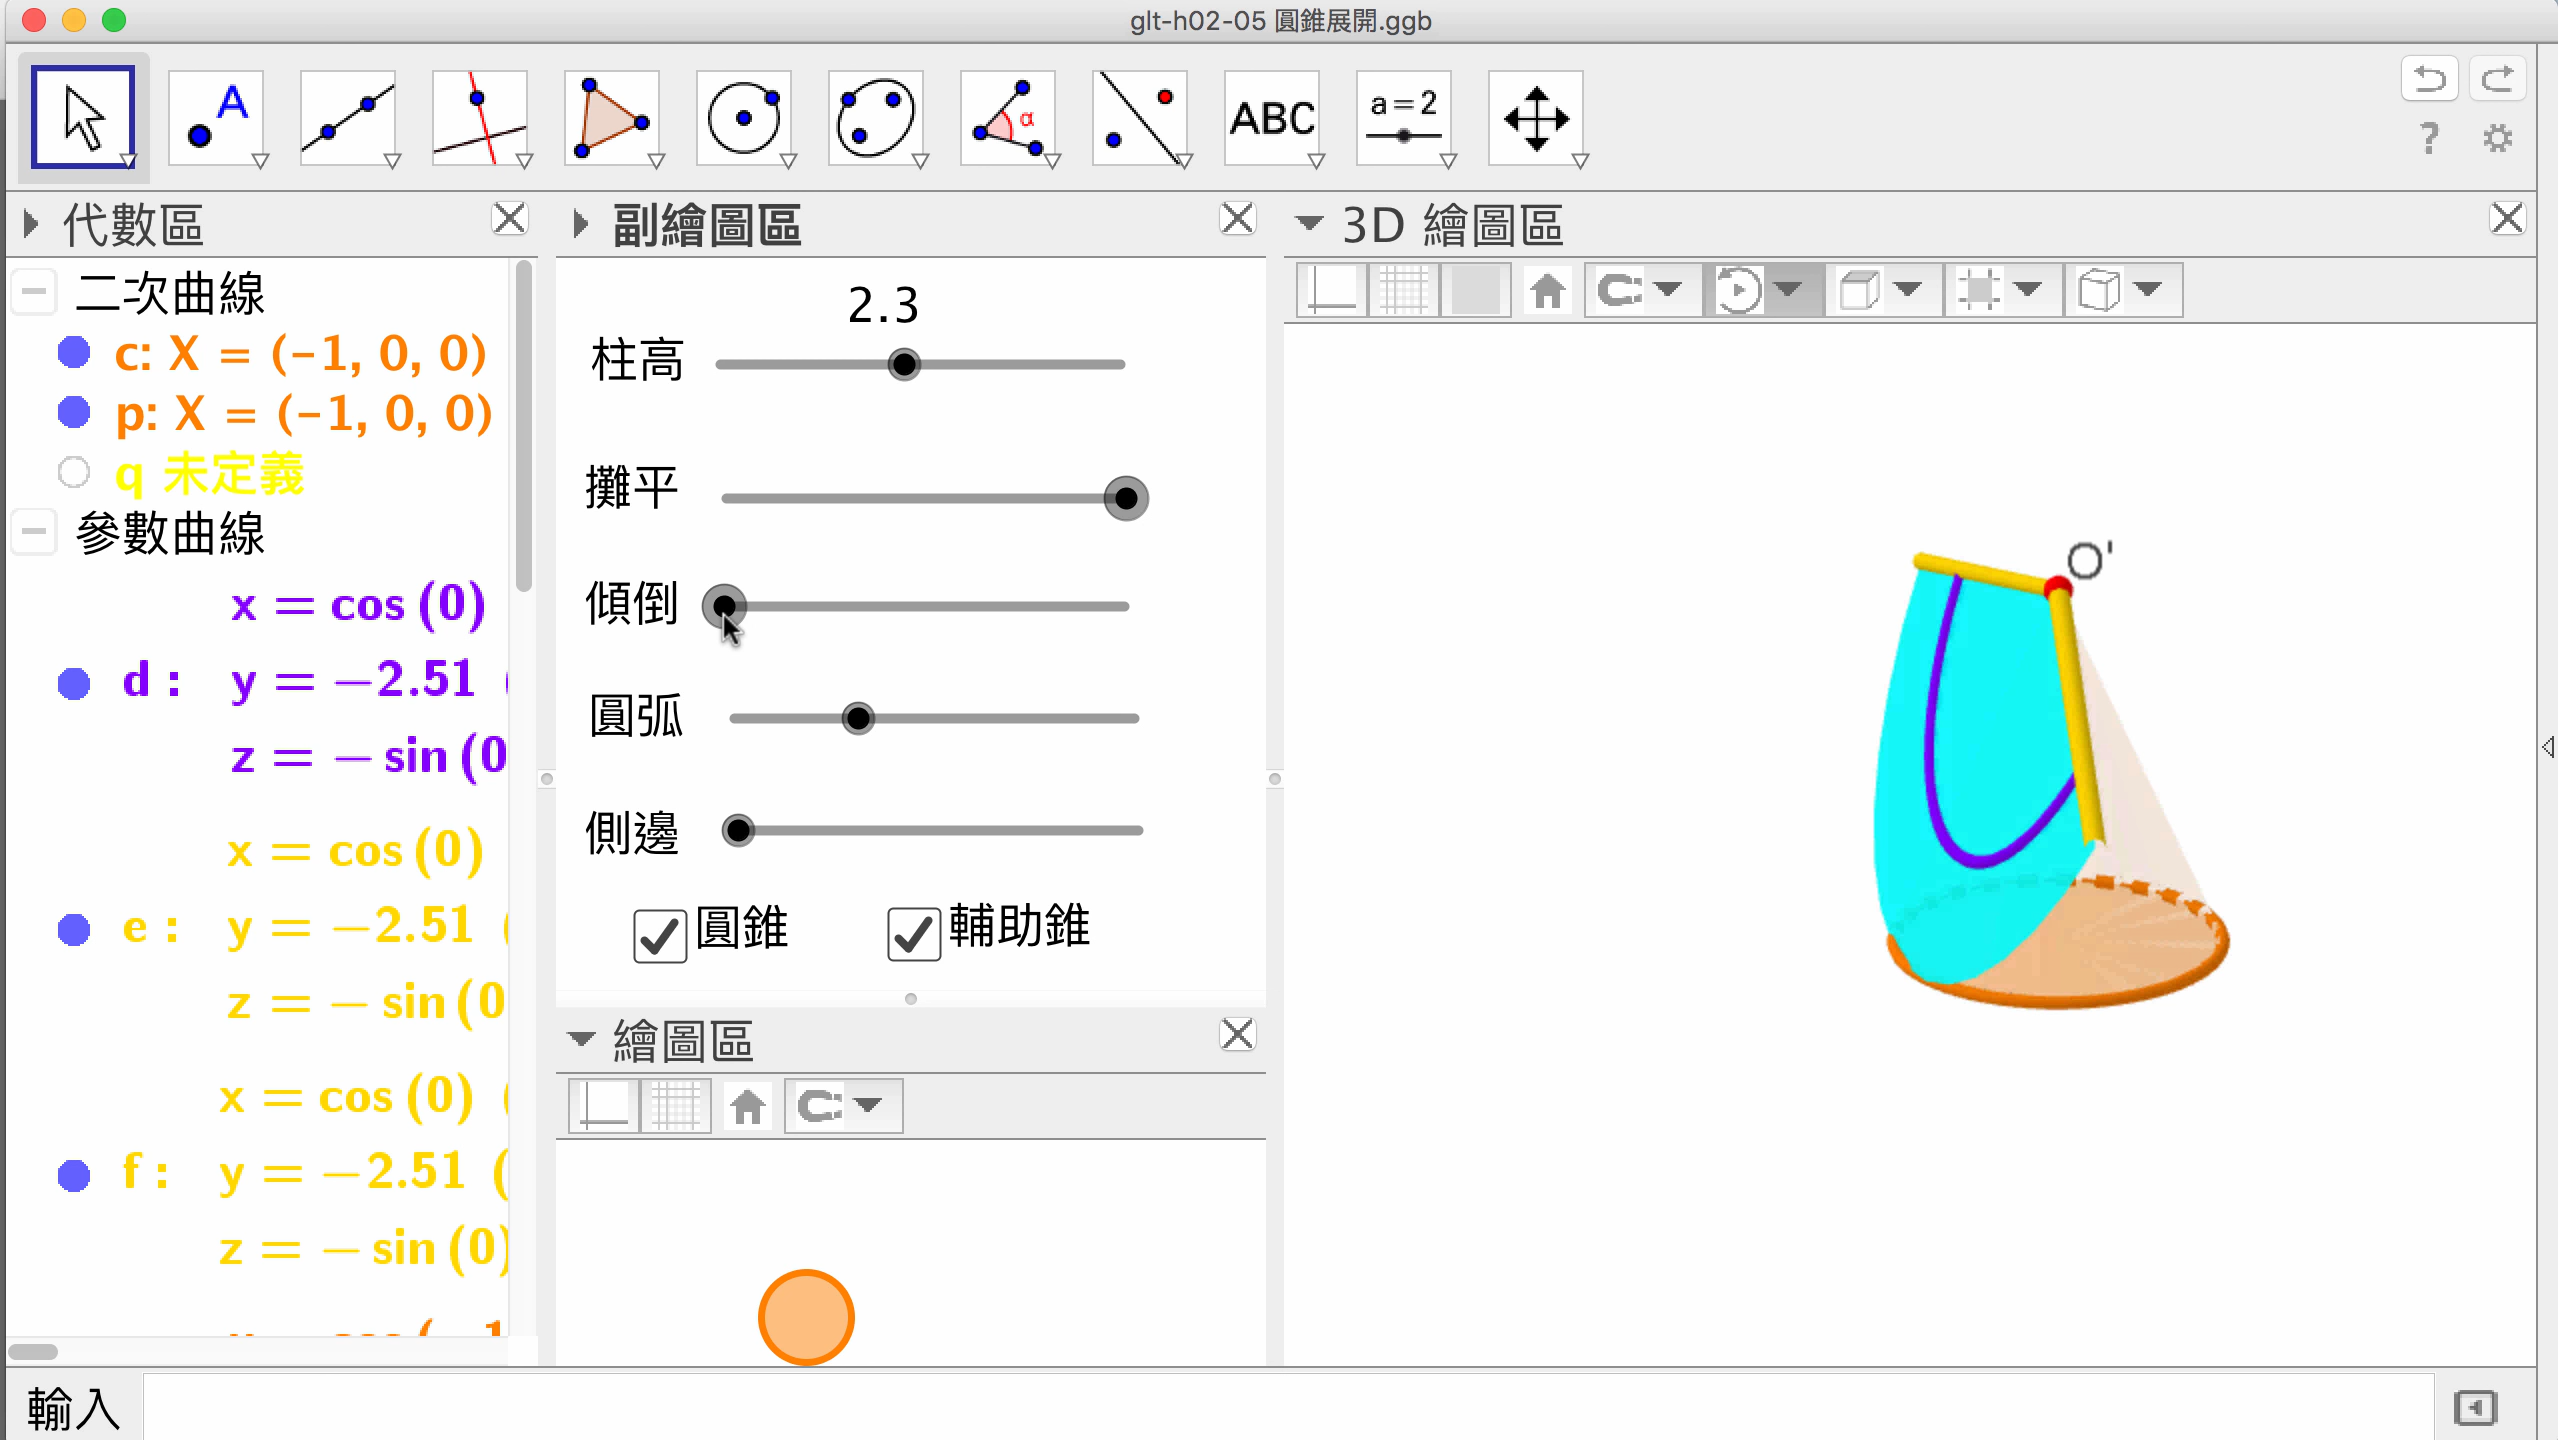 glt-h02-05 圓錐展開.ggb
A
α
ABC
a=2
?
代數區
二次曲線
c: X = (-1, 0, 0)
p: X = (-1, 0, 0)
q 未定義
參數曲線
x = cos (0)
d : y = −2.51
z = − sin (0
x = cos (0)
e : y = −2.51 (
z = − sin (0
x = cos (0) (
f : y = −2.51 (
z = − sin (0)
副繪圖區
2.3
柱高
攤平
傾倒
圓弧
側邊
圓錐
輔助錐
繪圖區
3D 繪圖區
O'
輸入